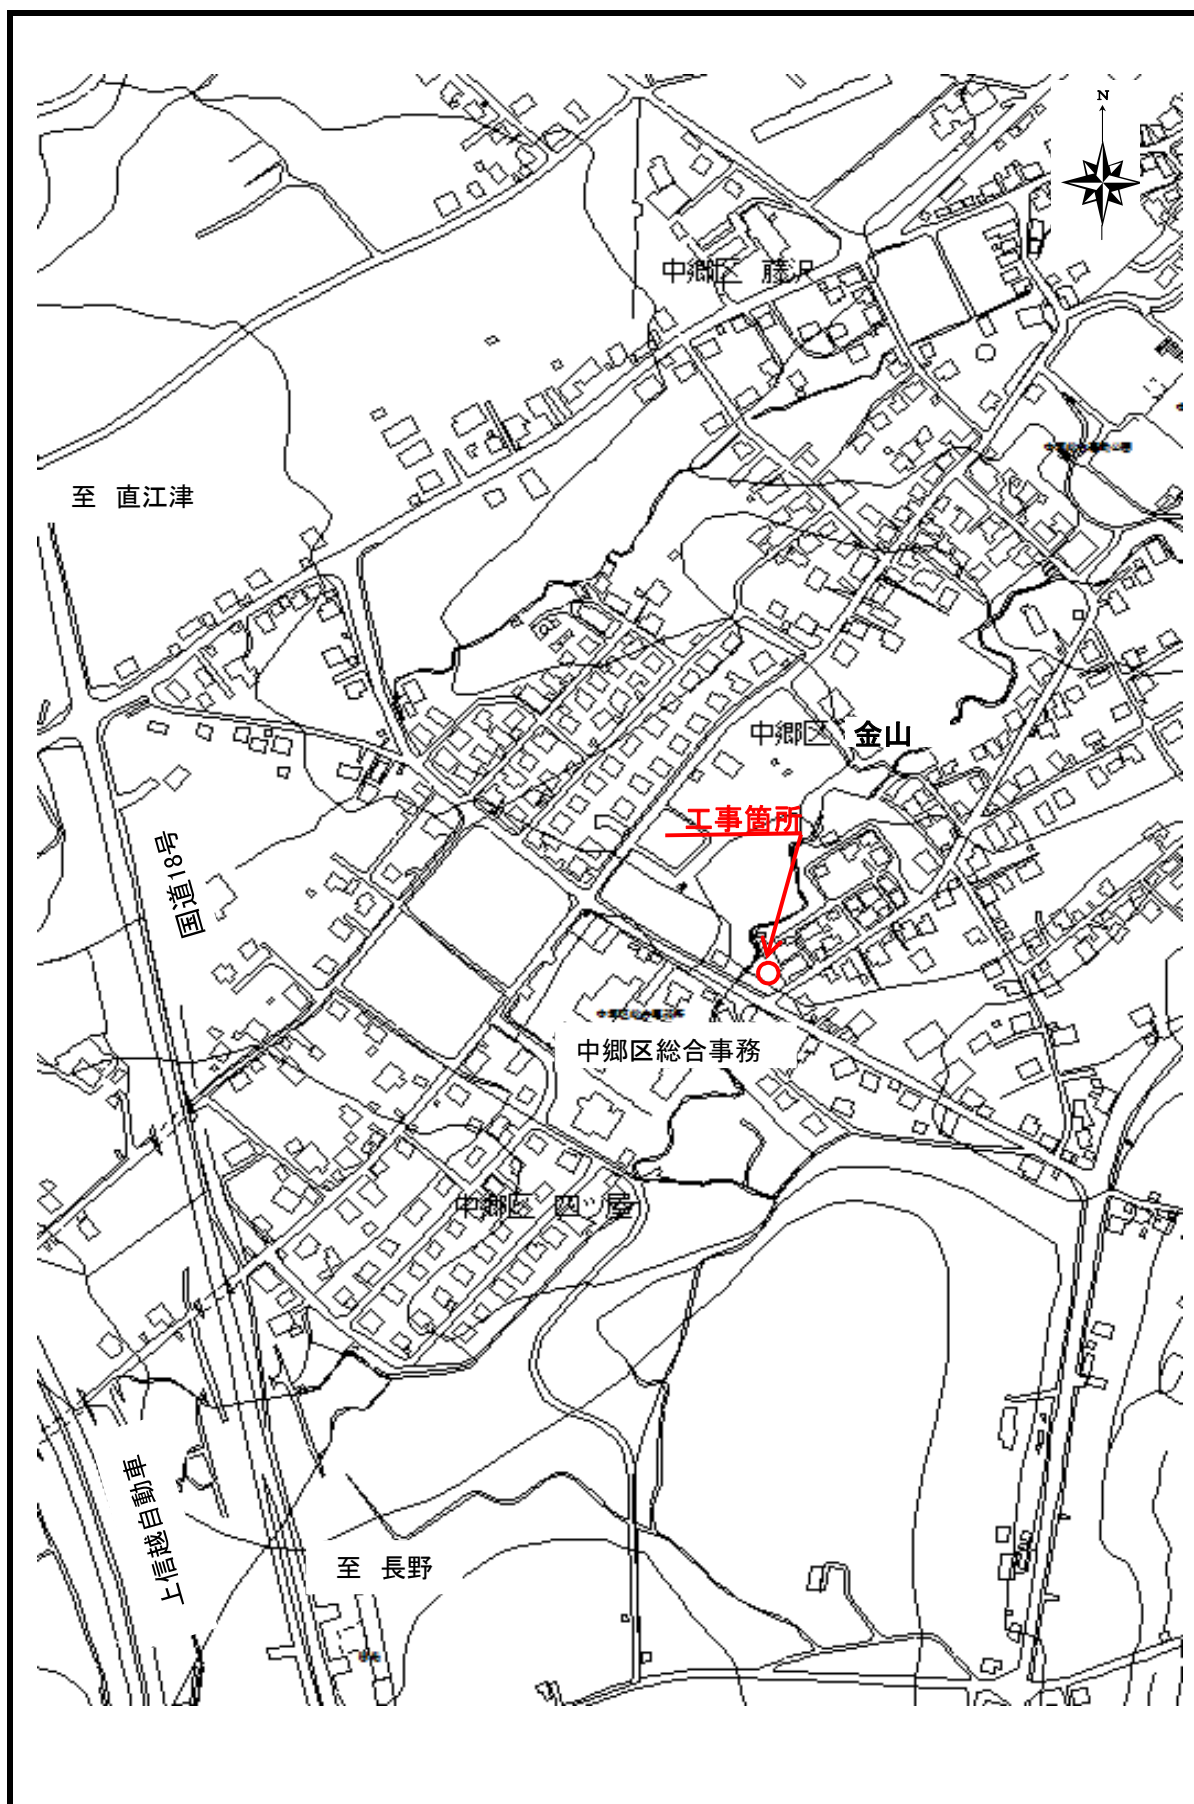 N
中郷区 藤沢
至 直江津
中郷区 金山
工事箇所
国道18号
中郷区総合事務
中郷区 四ッ屋
上信越自動車
至 長野